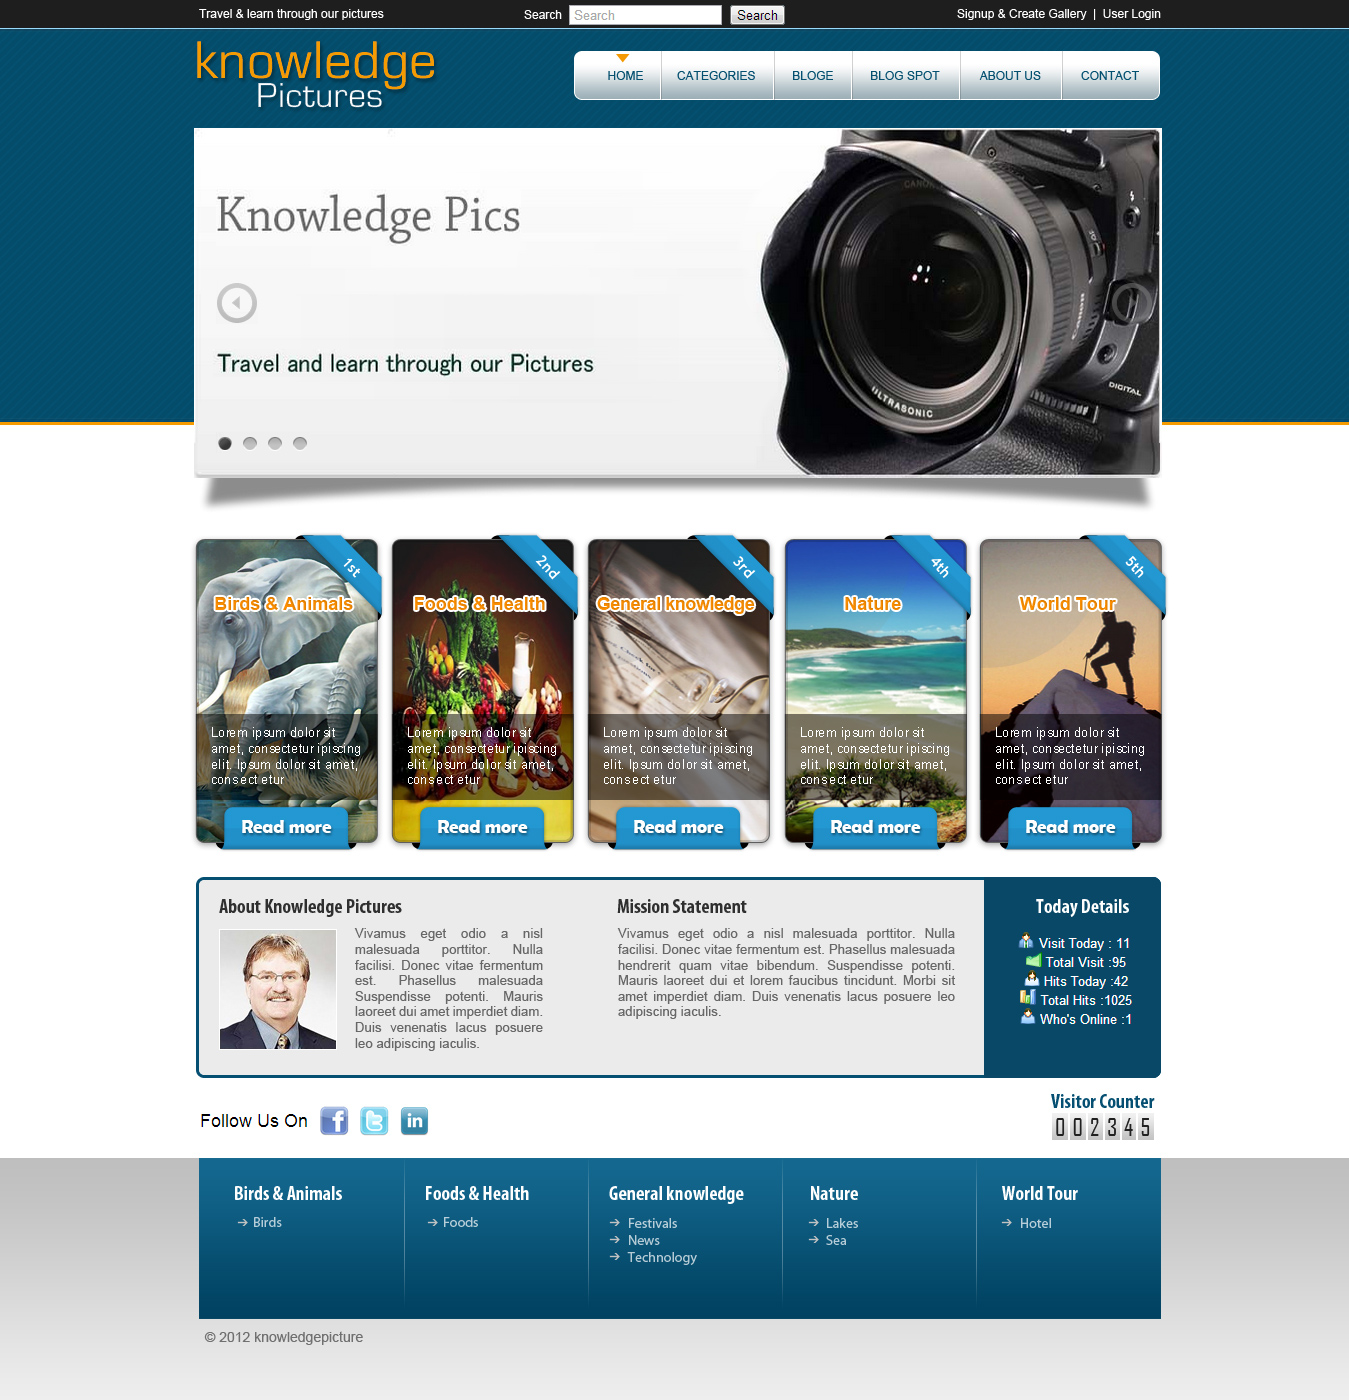 Travel & learn through our pictures
Search Search Search
Signup & Create Gallery | User Login
knowledge
Pictures
HOME CATEGORIES BLOGE BLOG SPOT ABOUT US CONTACT
Knowledge Pics
Travel and learn through our Pictures
CANON
Canon
ULTRASONIC
DIGITAL
1st
Birds & Animals
Lorem ipsum dolor sit
amet, consectetur ipiscing
elit. Ipsum dolor sit amet,
consectetur
Read more
2nd
Foods & Health
Lorem ipsum dolor sit
amet, consectetur ipiscing
elit. Ipsum dolor sit amet,
consectetur
Read more
3rd
General knowledge
Lorem ipsum dolor sit
amet, consectetur ipiscing
elit. Ipsum dolor sit amet,
consectetur
Read more
4th
Nature
Lorem ipsum dolor sit
amet, consectetur ipiscing
elit. Ipsum dolor sit amet,
consectetur
Read more
5th
World Tour
Lorem ipsum dolor sit
amet, consectetur ipiscing
elit. Ipsum dolor sit amet,
consectetur
Read more
About Knowledge Pictures
Vivamus eget odio a nisl
malesuada porttitor. Nulla
facilisi. Donec vitae fermentum
est. Phasellus malesuada
Suspendisse potenti. Mauris
laoreet dui amet imperdiet diam.
Duis venenatis lacus posuere
leo adipiscing iaculis.
Mission Statement
Vivamus eget odio a nisl malesuada porttitor. Nulla
facilisi. Donec vitae fermentum est. Phasellus malesuada
hendrerit quam vitae bibendum. Suspendisse potenti.
Mauris laoreet dui et lorem faucibus tincidunt. Morbi sit
amet imperdiet diam. Duis venenatis lacus posuere leo
adipiscing iaculis.
Today Details
Visit Today : 11
Total Visit :95
Hits Today :42
Total Hits :1025
Who's Online :1
Follow Us On
Visitor Counter
002345
Birds & Animals
Birds
Foods & Health
Foods
General knowledge
Festivals
News
Technology
Nature
Lakes
Sea
World Tour
Hotel
© 2012 knowledgepicture